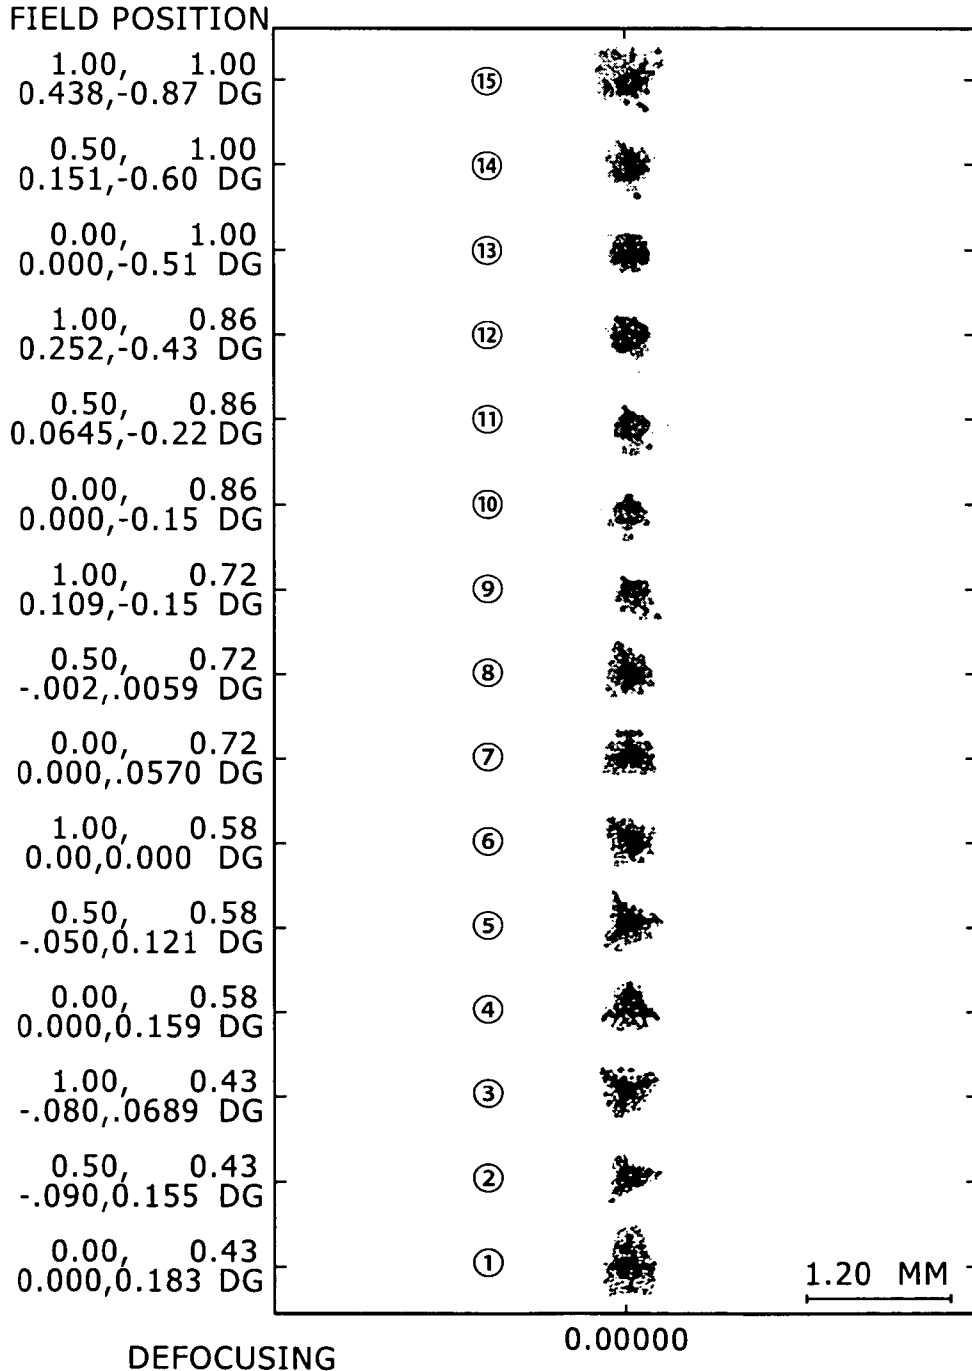 FIELD POSITION
1.00, 1.00
0.438,-0.87 DG
⑮
0.50, 1.00
0.151,-0.60 DG
⑭
0.00, 1.00
0.000,-0.51 DG
⑬
1.00, 0.86
0.252,-0.43 DG
⑫
0.50, 0.86
0.0645,-0.22 DG
⑪
0.00, 0.86
0.000,-0.15 DG
⑩
1.00, 0.72
0.109,-0.15 DG
⑨
0.50, 0.72
-.002,.0059 DG
⑧
0.00, 0.72
0.000,.0570 DG
⑦
1.00, 0.58
0.00,0.000 DG
⑥
0.50, 0.58
-.050,0.121 DG
⑤
0.00, 0.58
0.000,0.159 DG
④
1.00, 0.43
-.080,.0689 DG
③
0.50, 0.43
-.090,0.155 DG
②
0.00, 0.43
0.000,0.183 DG
①
1.20 MM
0.00000
DEFOCUSING